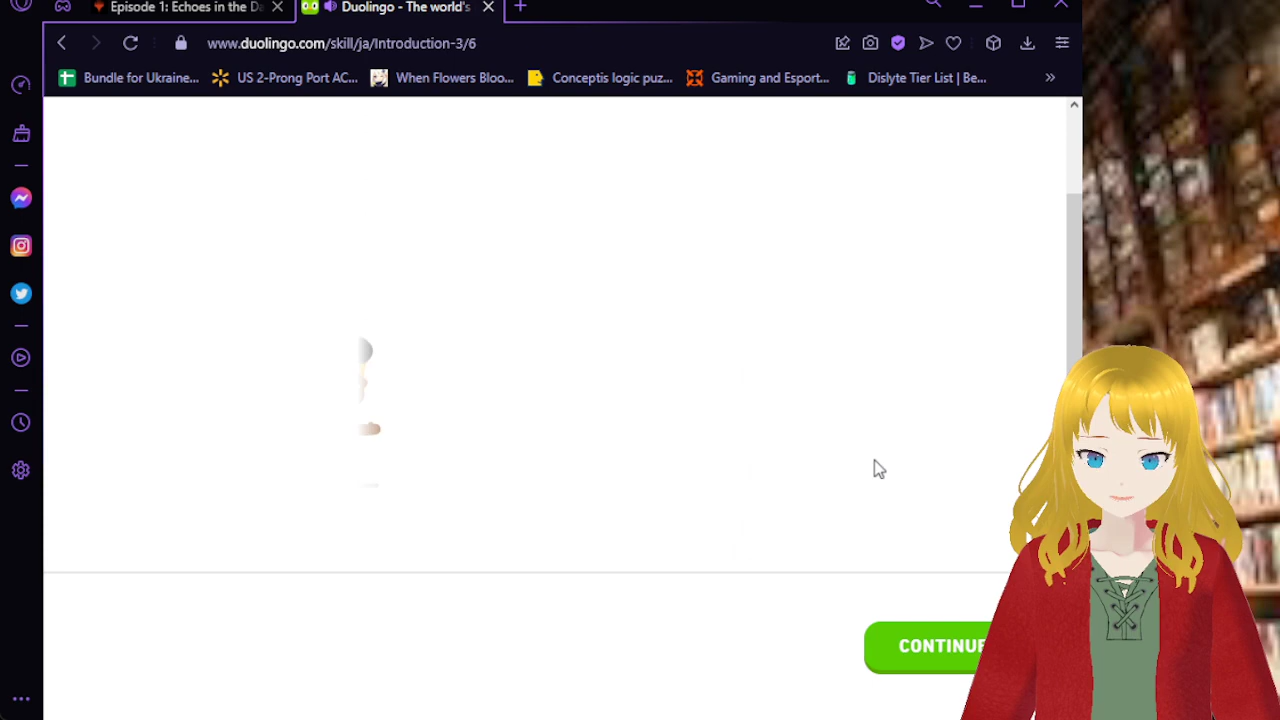 Episode 1: Echoes in the Da
Duolingo - The world's
www.duolingo.com/skill/ja/Introduction-3/6
Bundle for Ukraine... US 2-Prong Port AC... When Flowers Bloo... Conceptis logic puz... Gaming and Esport... Dislyte Tier List | Be...
CONTINUE